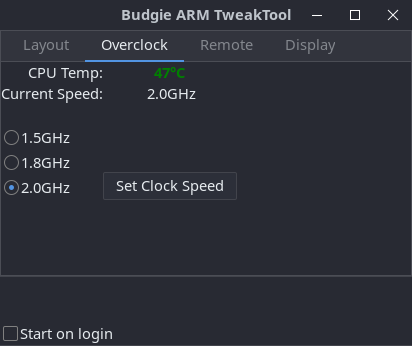 Budgie ARM TweakTool
Layout Overclock Remote Display
CPU Temp: 47°C
Current Speed: 2.0GHz
1.5GHz
1.8GHz
2.0GHz Set Clock Speed
Start on login